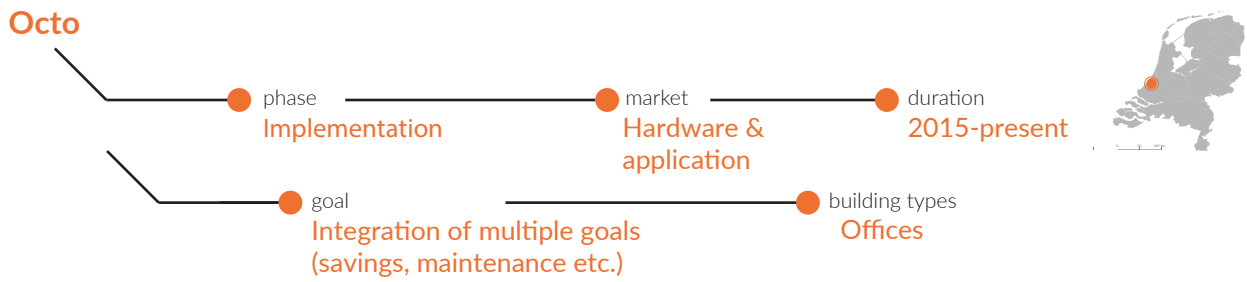 Octo
phase
Implementation
market
Hardware &
application
duration
2015-present
goal
Integration of multiple goals
(savings, maintenance etc.)
building types
Offices